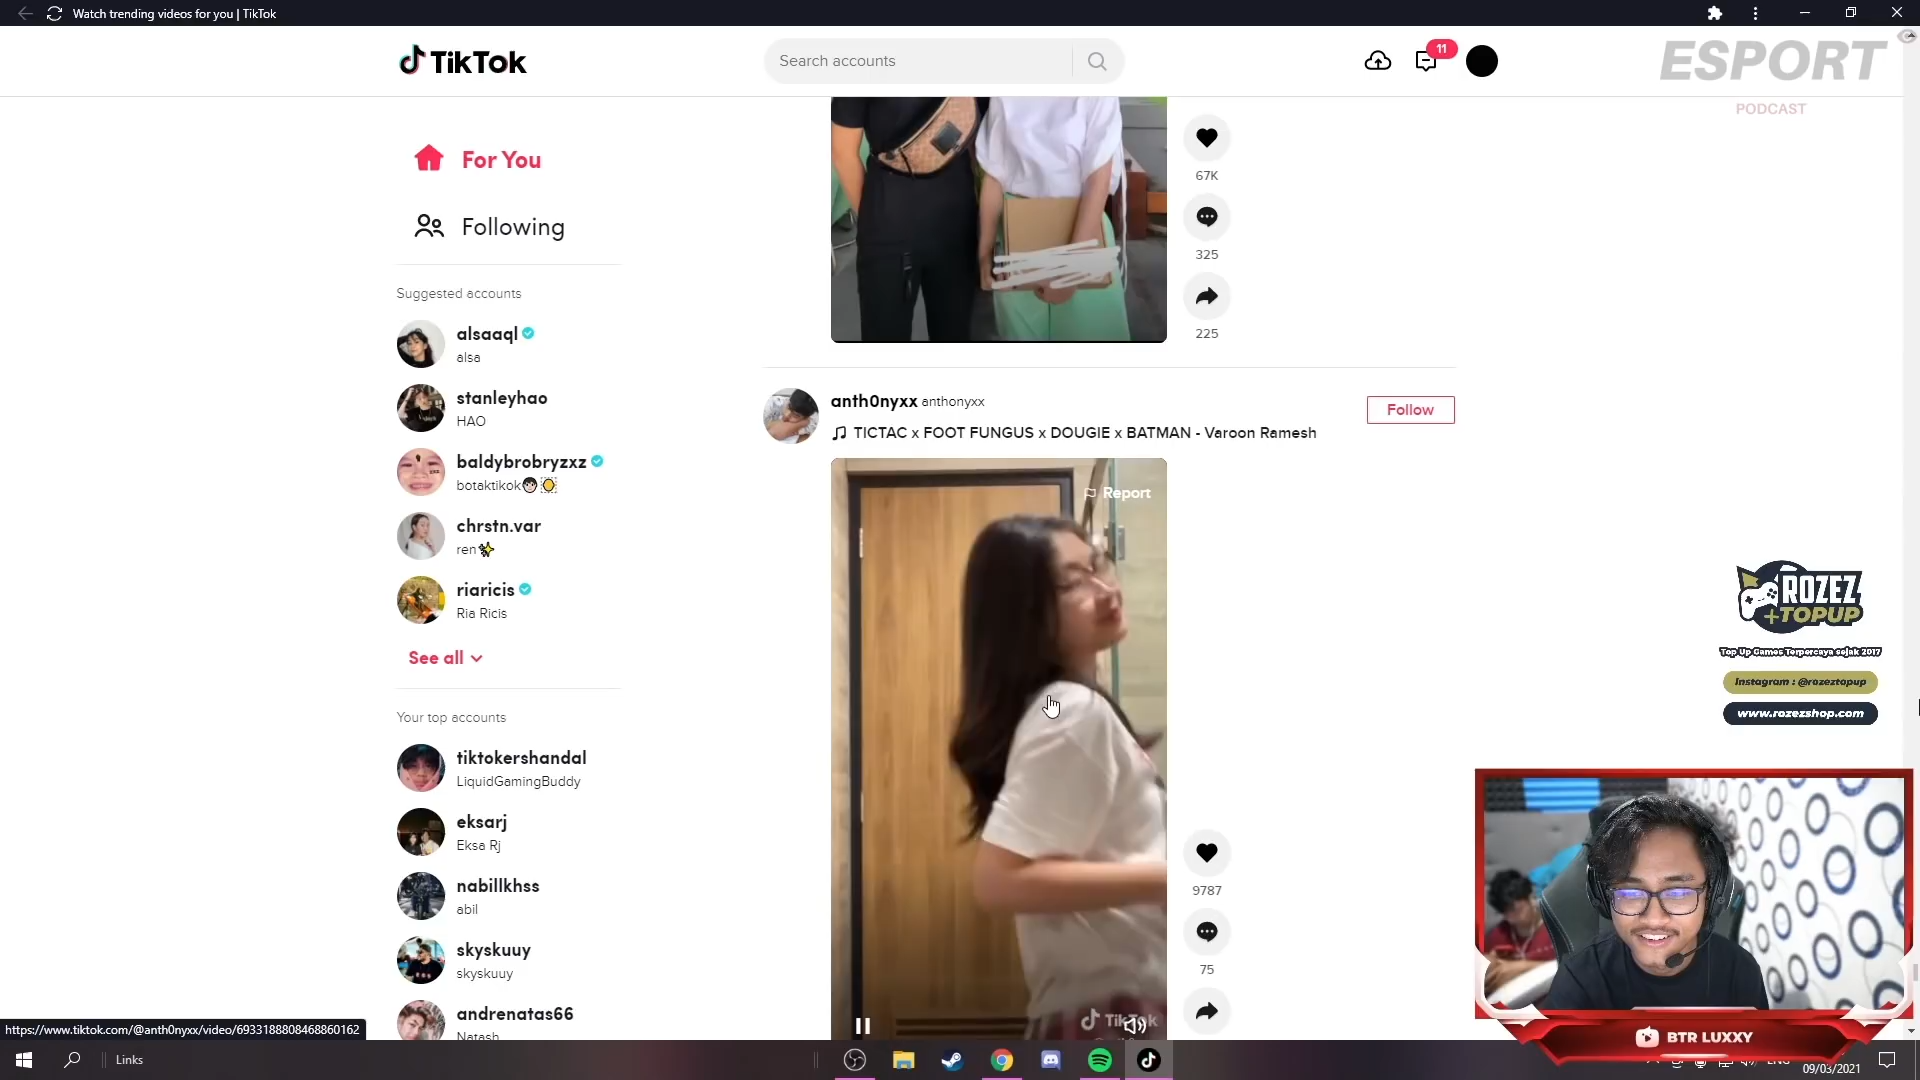 Watch trending videos for you | TikTok
TikTok
Search accounts
11
ESPORT
PODCAST
For You
Following
Suggested accounts
alsaaql
alsa
stanleyhao
HAO
baldybrobryzxz
botaktikok
chrstn.var
ren
riaricis
Ria Ricis
See all
Your top accounts
tiktokershandal
LiquidGamingBuddy
eksarj
Eksa Rj
nabillkhss
abil
skyskuuy
skyskuuy
andrenatas66
Natash
67K
325
225
anth0nyxx anthonyxx
TICTAC x FOOT FUNGUS x DOUGIE x BATMAN - Varoon Ramesh
Follow
Report
TikTok
9787
75
ROZEZ
+TOPUP
Top Up Games Terpercaya sejak 2017
Instagram : @rozeztopup
www.rozezshop.com
BTR LUXXY
https://www.tiktok.com/@anth0nyxx/video/6933188808468860162
Links
ENG
09/03/2021